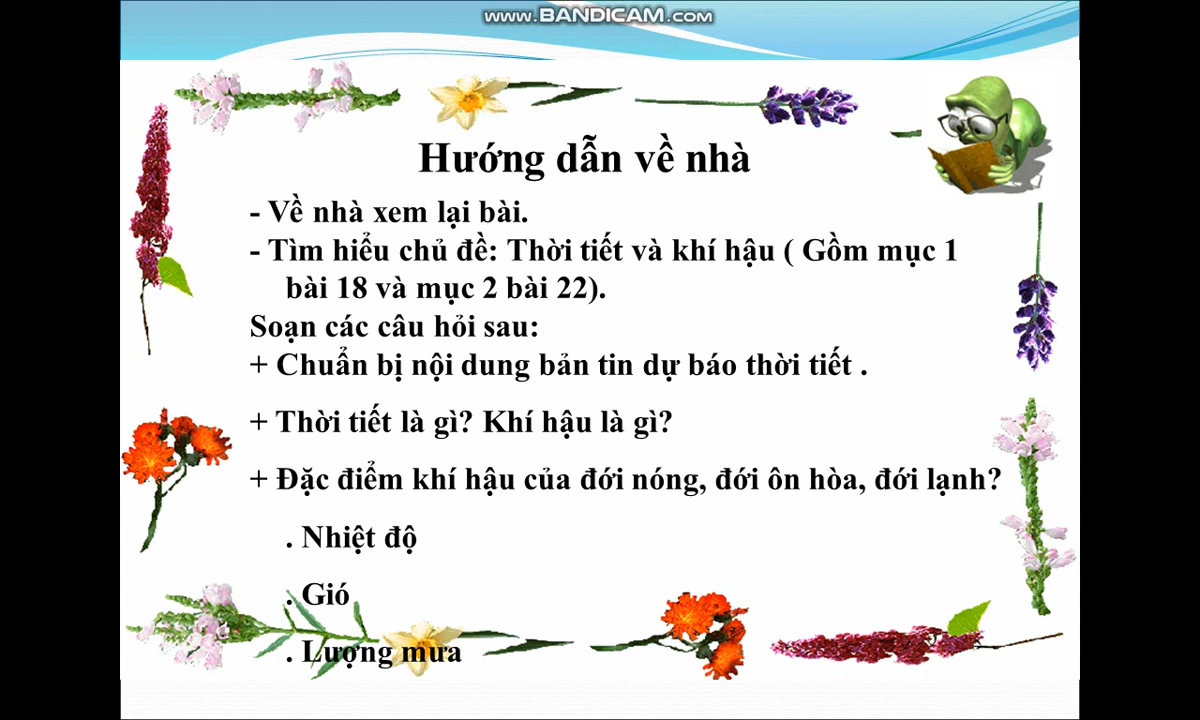 www.BANDICAM.com
Hướng dẫn về nhà
- Về nhà xem lại bài.
- Tìm hiểu chủ đề: Thời tiết và khí hậu ( Gồm mục 1
bài 18 và mục 2 bài 22).
Soạn các câu hỏi sau:
+ Chuẩn bị nội dung bản tin dự báo thời tiết .
+ Thời tiết là gì? Khí hậu là gì?
+ Đặc điểm khí hậu của đới nóng, đới ôn hòa, đới lạnh?
. Nhiệt độ
. Gió
. Lượng mưa